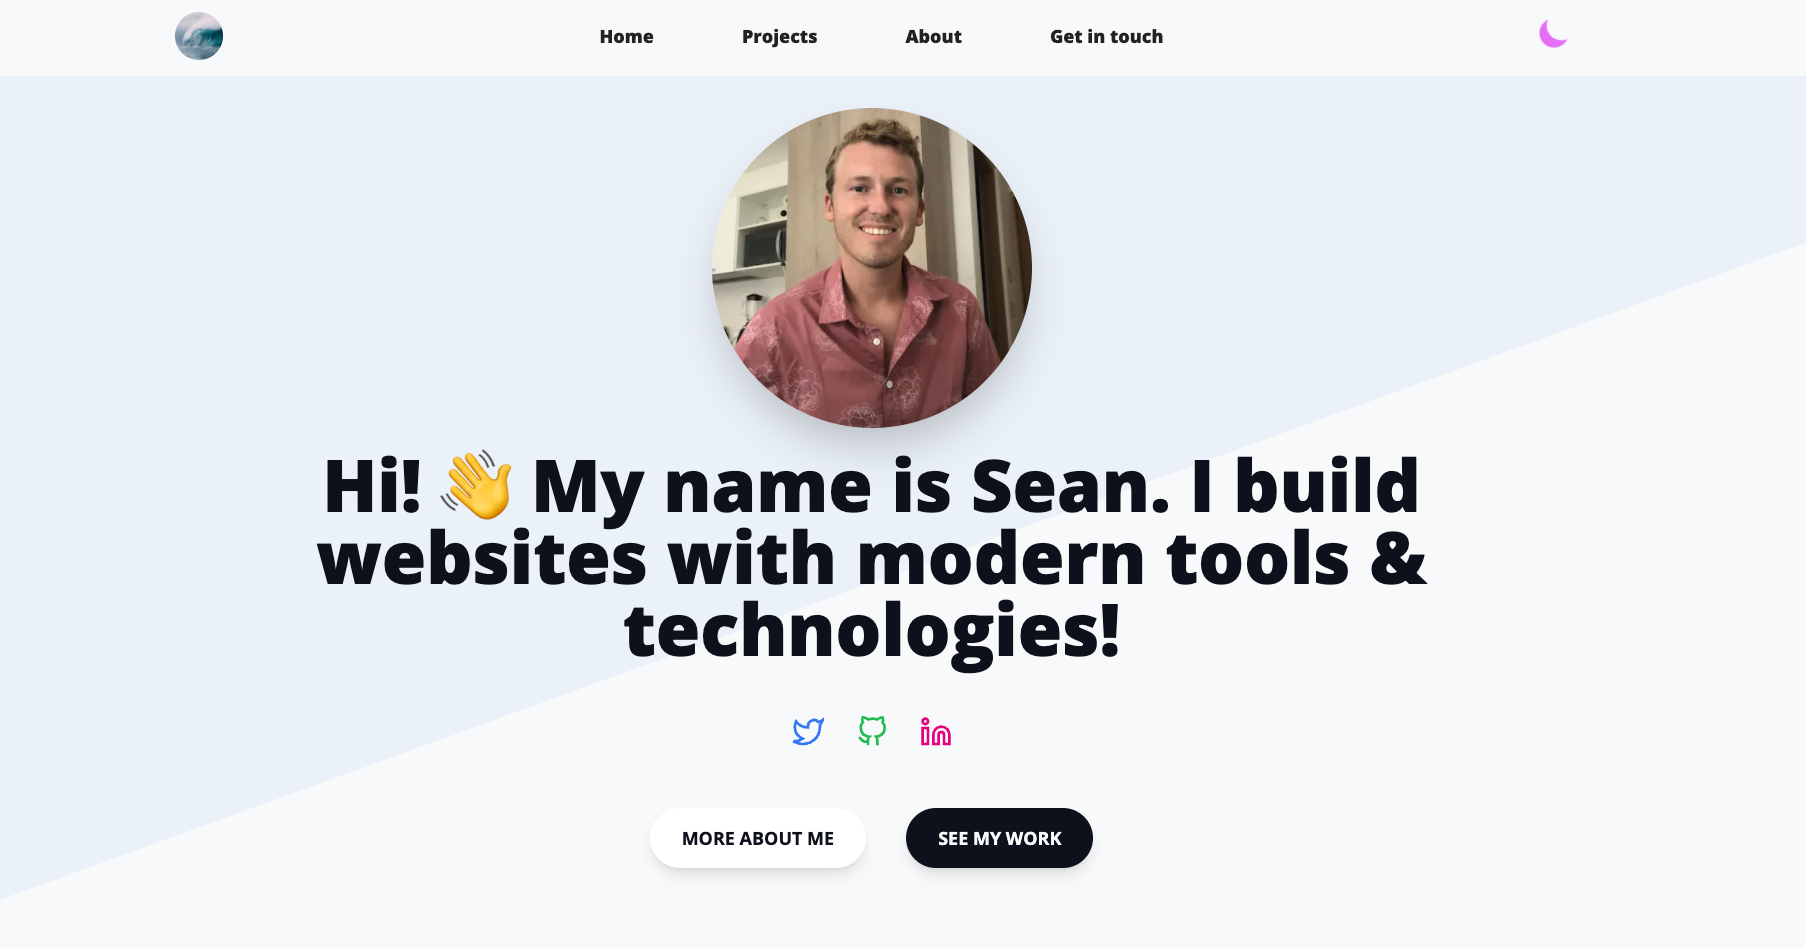 Home Projects About Get in touch
Hi! 👋 My name is Sean. I build
websites with modern tools &
technologies!
MORE ABOUT ME SEE MY WORK